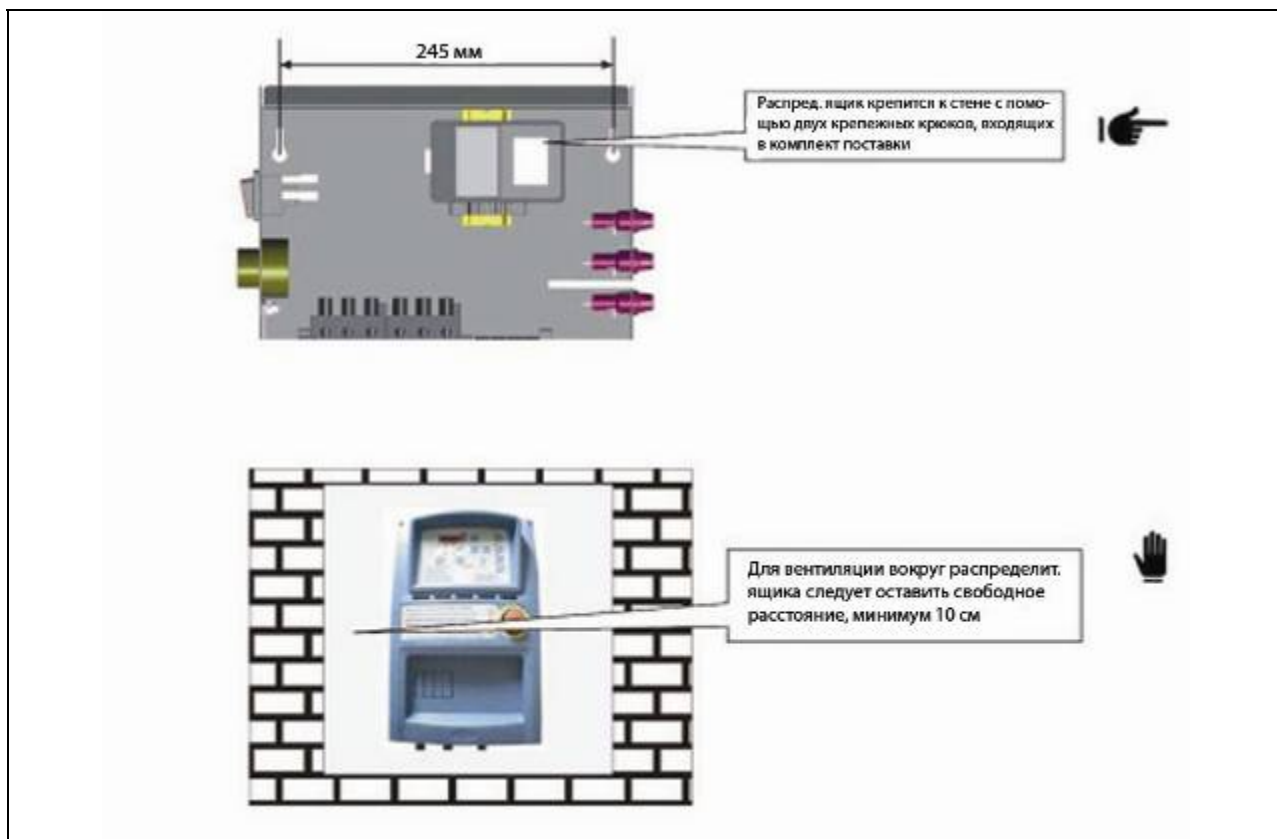 245 мм
Распред. ящик крепится к стене с помо-
щью двух крепежных крюков, входящих
в комплект поставки
Для вентиляции вокруг распределит.
ящика следует оставить свободное
расстояние, минимум 10 см